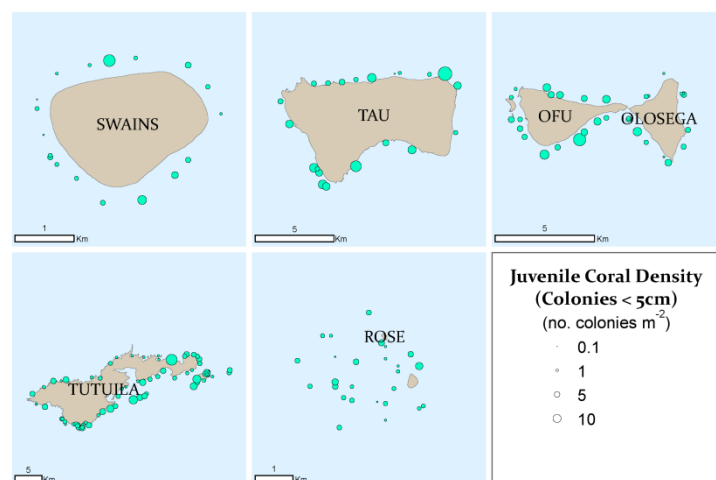 SWAINS
1
Km
TAU
5
Km
OFU
OLOSEGA
5
Km
TUTUILA
5
Km
ROSE
1
Km
Juvenile Coral Density
(Colonies < 5cm)
(no. colonies m-2)
0.1
1
5
10